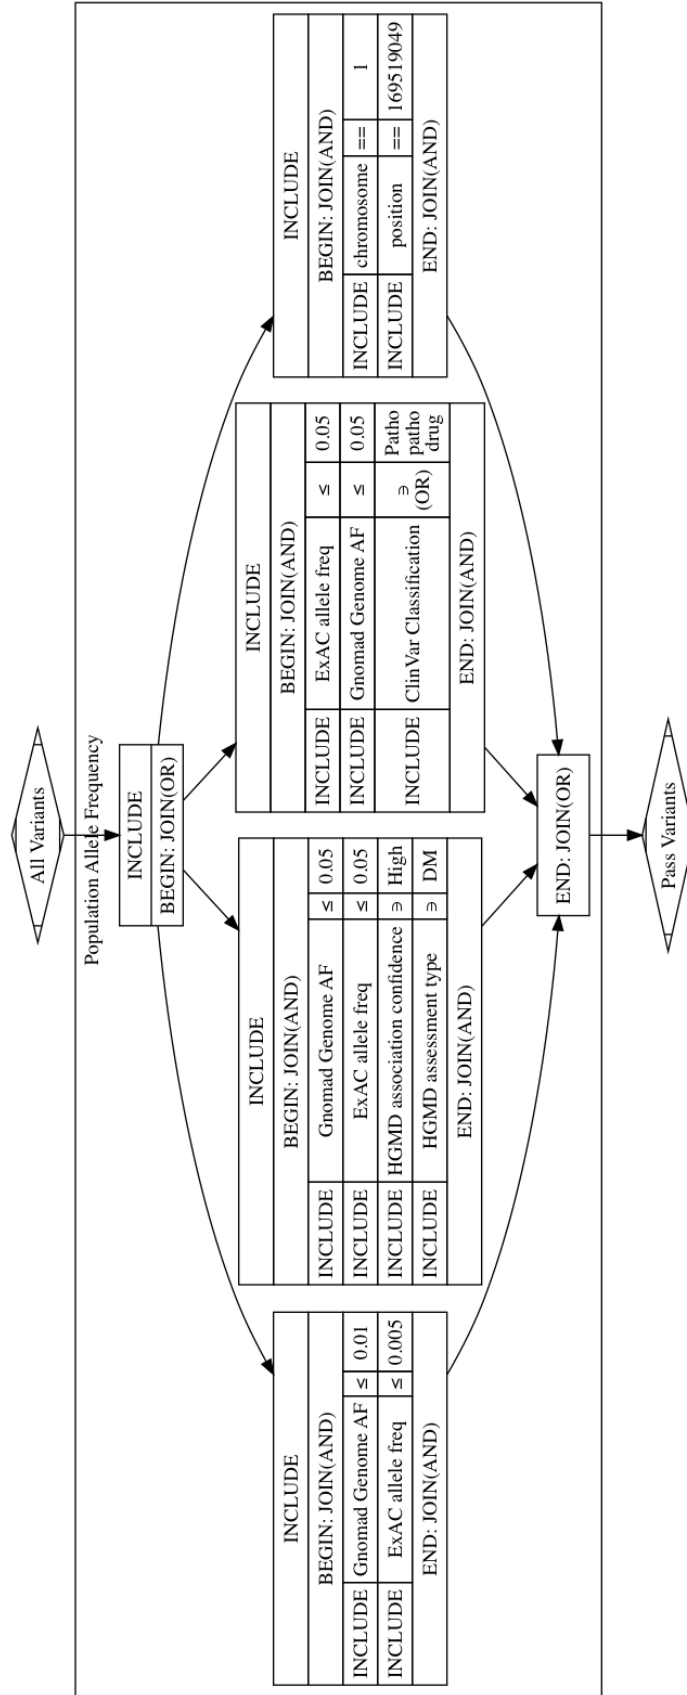 All Variants
Population Allele Frequency
INCLUDE
BEGIN: JOIN(OR)
INCLUDE
BEGIN: JOIN(AND)
INCLUDE Gnomad Genome AF ≤ 0.01
INCLUDE ExAC allele freq ≤ 0.005
END: JOIN(AND)
INCLUDE
BEGIN: JOIN(AND)
INCLUDE Gnomad Genome AF ≤ 0.05
INCLUDE ExAC allele freq ≤ 0.05
INCLUDE HGMD association confidence ∋ High
INCLUDE HGMD assessment type ∋ DM
END: JOIN(AND)
INCLUDE
BEGIN: JOIN(AND)
INCLUDE ExAC allele freq ≤ 0.05
INCLUDE Gnomad Genome AF ≤ 0.05
INCLUDE ClinVar Classification ∋ (OR) Patho patho drug
END: JOIN(AND)
INCLUDE
BEGIN: JOIN(AND)
INCLUDE chromosome == 1
INCLUDE position == 169519049
END: JOIN(AND)
END: JOIN(OR)
Pass Variants